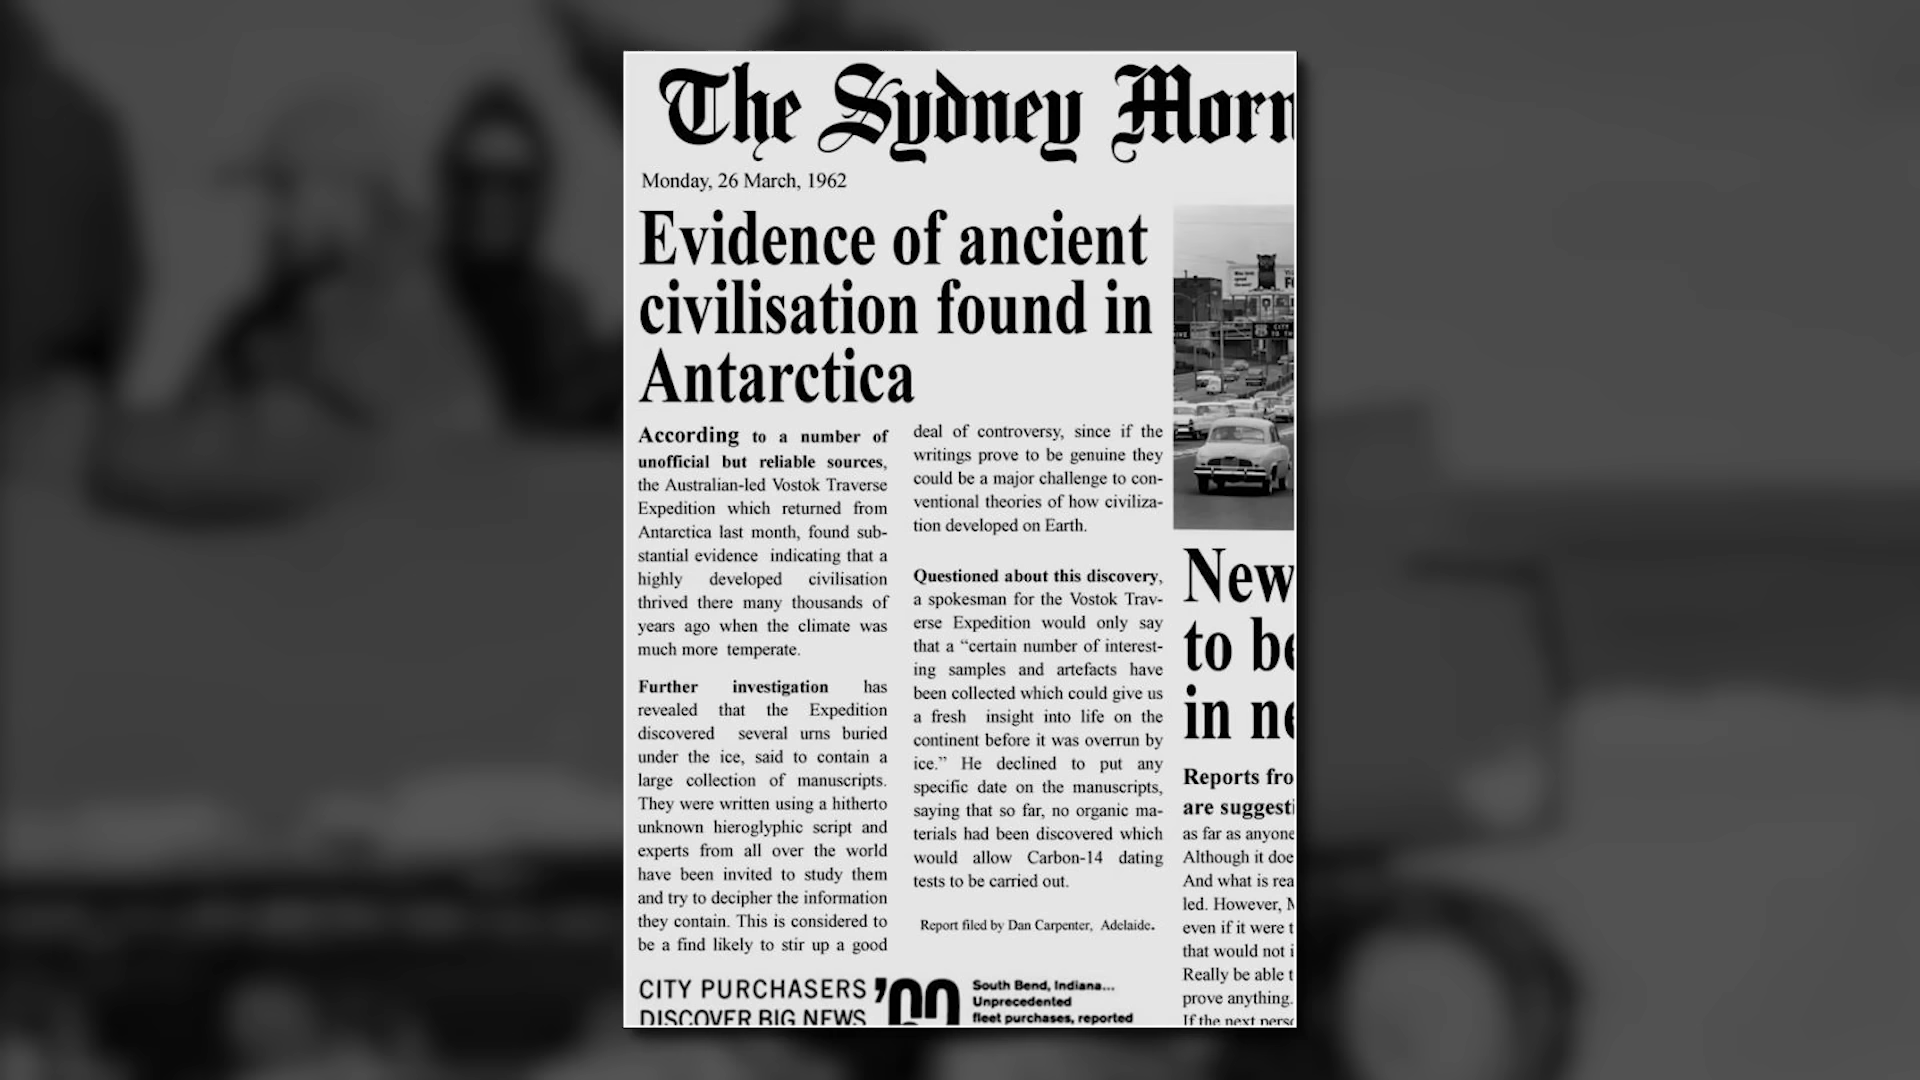 The Sydney Morn
Monday, 26 March, 1962
Evidence of ancient
civilisation found in
Antarctica
According to a number of
unofficial but reliable sources,
the Australian-led Vostok Traverse
Expedition which returned from
Antarctica last month, found sub-
stantial evidence indicating that a
highly developed civilisation
thrived there many thousands of
years ago when the climate was
much more temperate.
Further investigation has
revealed that the Expedition
discovered several urns buried
under the ice, said to contain a
large collection of manuscripts.
They were written using a hitherto
unknown hieroglyphic script and
experts from all over the world
have been invited to study them
and try to decipher the information
they contain. This is considered to
be a find likely to stir up a good
deal of controversy, since if the
writings prove to be genuine they
could be a major challenge to con-
ventional theories of how civiliza-
tion developed on Earth.
Questioned about this discovery,
a spokesman for the Vostok Trav-
erse Expedition would only say
that a “certain number of interest-
ing samples and artefacts have
been collected which could give us
a fresh insight into life on the
continent before it was overrun by
ice.” He declined to put any
specific date on the manuscripts,
saying that so far, no organic ma-
terials had been discovered which
would allow Carbon-14 dating
tests to be carried out.
Report filed by Dan Carpenter, Adelaide.
CITY PURCHASERS
DISCOVER BIG NEWS
South Bend, Indiana...
Unprecedented
fleet purchases, reported
New
to be
in ne
Reports fro
are suggesti
as far as anyone
Although it doe
And what is rea
led. However, M
even if it were t
that would not i
Really be able t
prove anything.
If the next perso